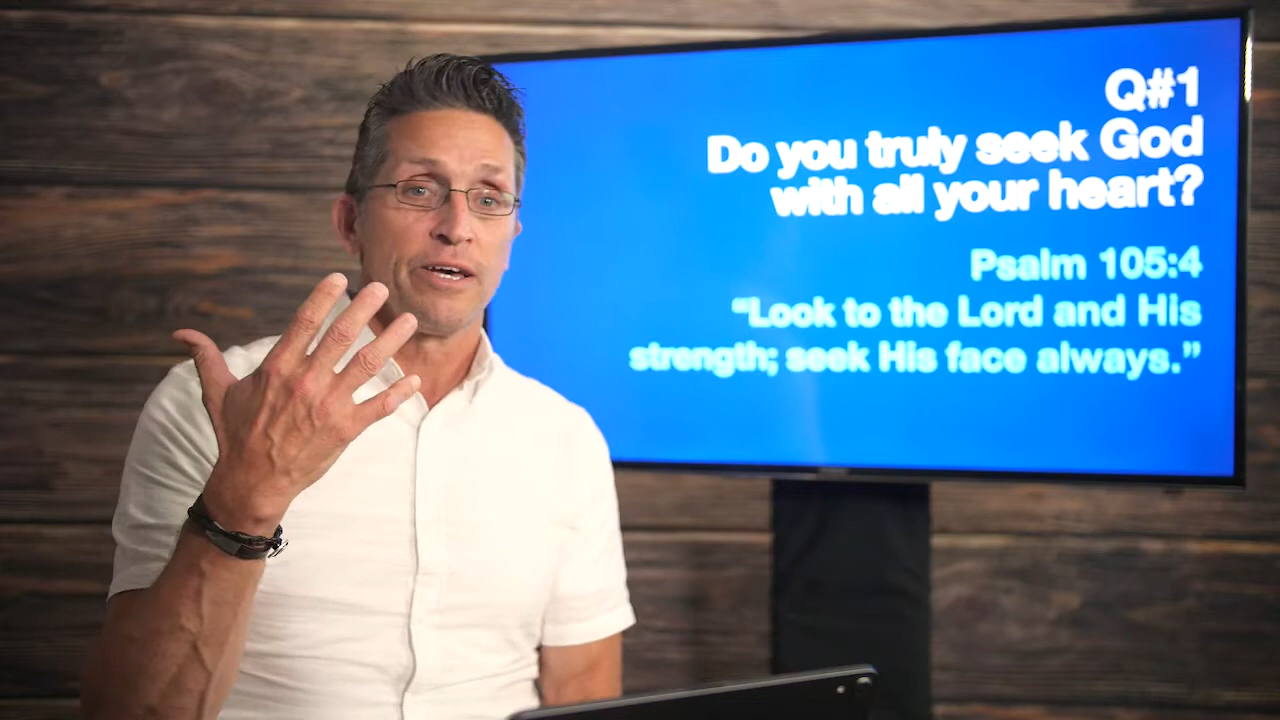 Q#1
Do you truly seek God
with all your heart?
Psalm 105:4
“Look to the Lord and His
strength; seek His face always.”